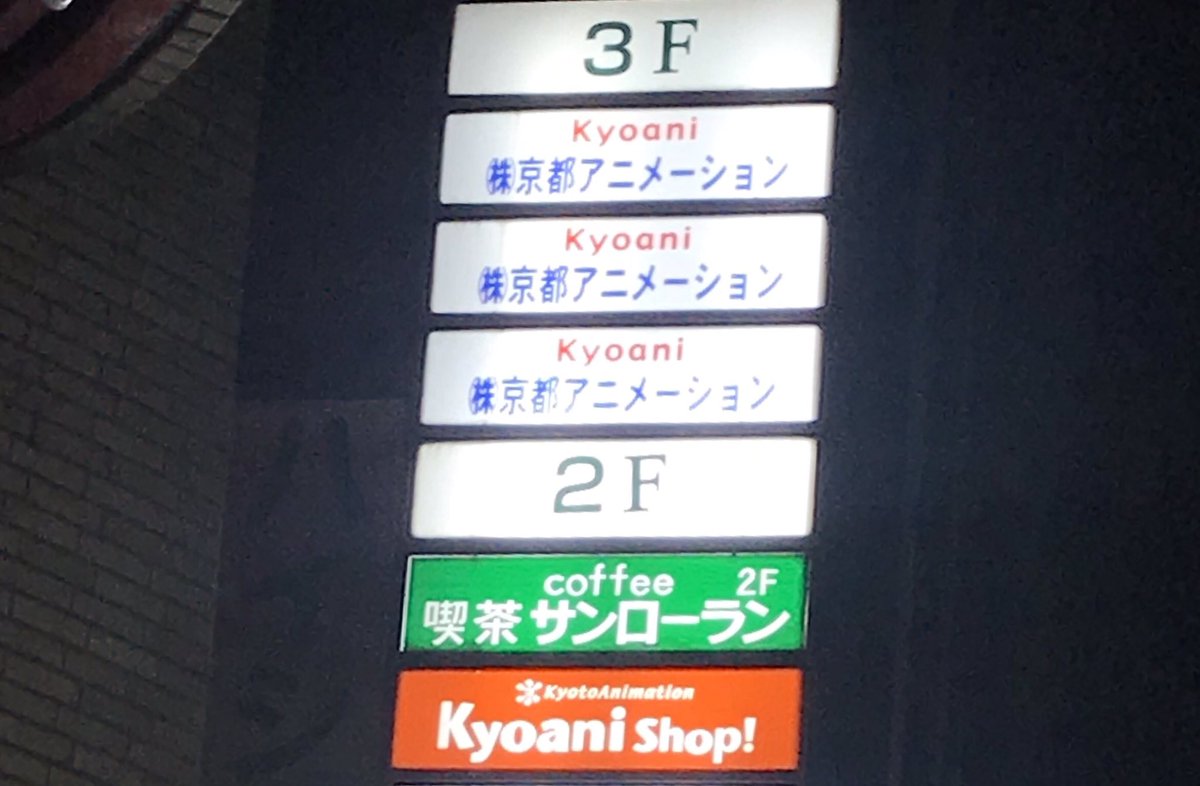 3F
Kyoani
㈱京都アニメーション
Kyoani
㈱京都アニメーション
Kyoani
㈱京都アニメーション
2F
coffee 2F
喫茶サンローラン
KyotoAnimation
Kyoani Shop!